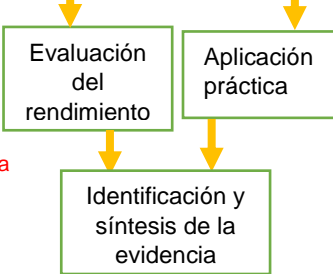 Evaluación
del
rendimiento
Aplicación
práctica
a
Identificación y
síntesis de la
evidencia